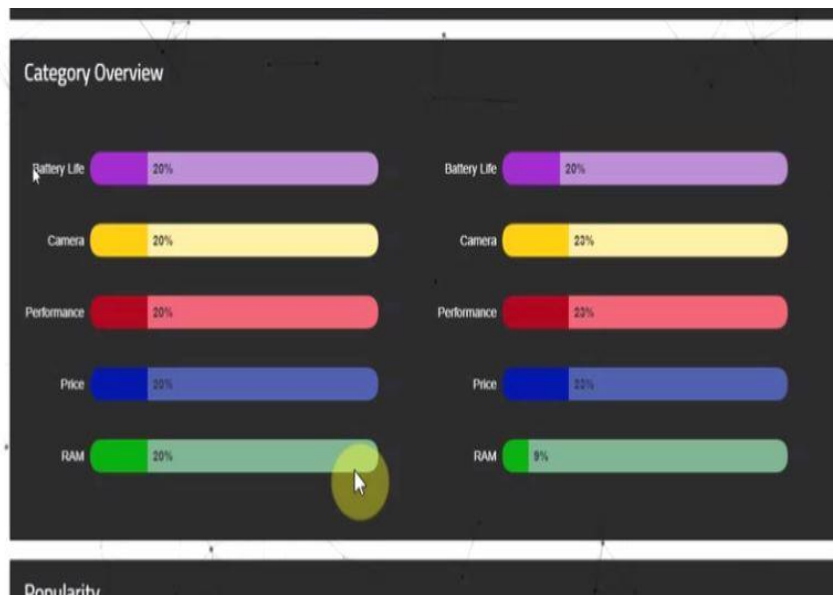 Category Overview
Battery Life 20% Battery Life 20%
Camera 20% Camera 23%
Performance 20% Performance 23%
Price 20% Price 23%
RAM 20% RAM 9%
Popularity